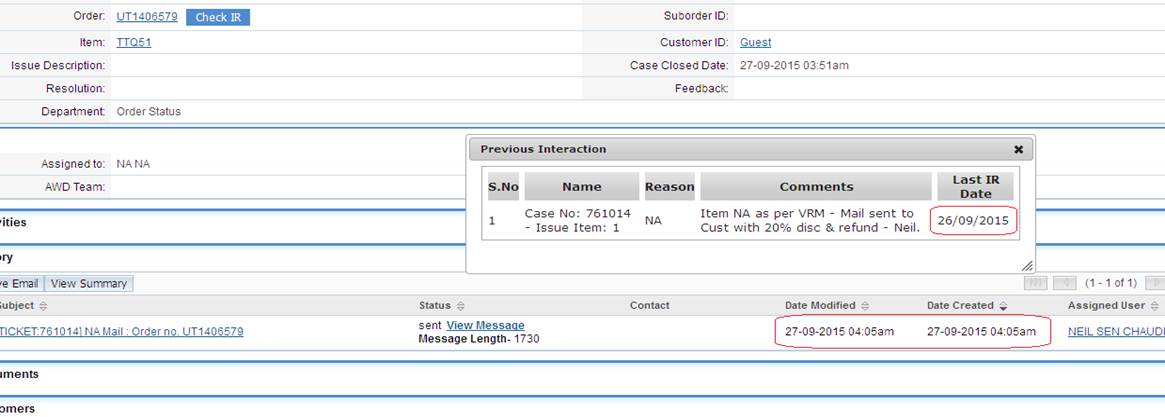 Order: UT1406579 Check IR Suborder ID:
Item: TTQ51 Customer ID: Guest
Issue Description: Case Closed Date: 27-09-2015 03:51am
Resolution: Feedback:
Department: Order Status
Assigned to: NA NA
AWD Team:
Previous Interaction
S.No Name Reason Comments Last IR
Date
1 Case No: 761014
- Issue Item: 1 NA Item NA as per VRM - Mail sent to
Cust with 20% disc & refund - Neil. 26/09/2015
vities
ory
ve Email View Summary (1 - 1 of 1)
Subject Status Contact Date Modified Date Created Assigned User
TICKET:761014] NA Mail : Order no. UT1406579 sent View Message
Message Length- 1730 27-09-2015 04:05am 27-09-2015 04:05am NEIL SEN CHAUD
uments
omers